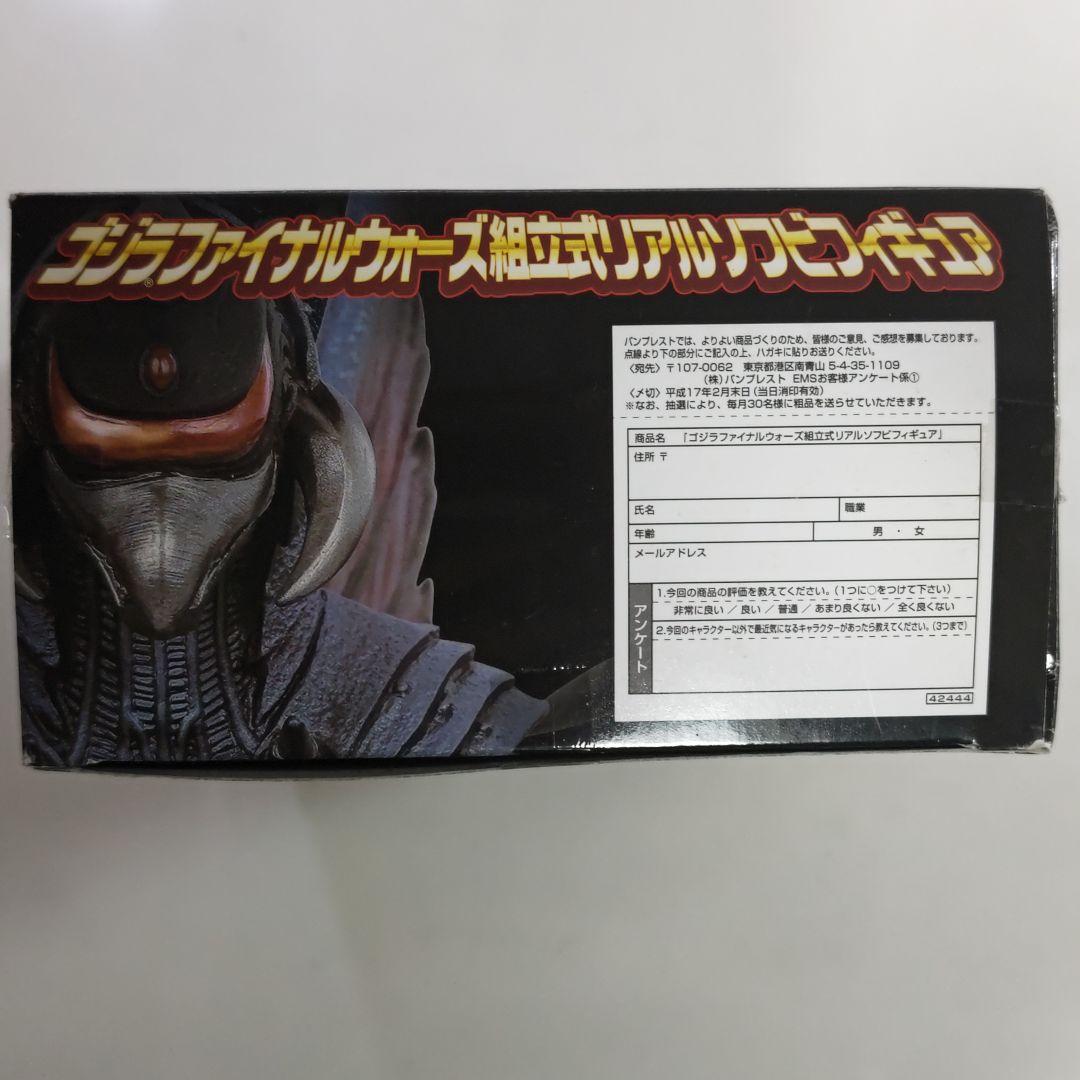 ゴジラファイナルウォーズ組立式リアルソフビフィギュア
®
バンプレストでは、よりよい商品づくりのため、皆様のご意見、ご感想を募集しております。
点線より下の部分にご記入の上、ハガキに貼りお送りください。
〈宛先〉〒107-0062 東京都港区南青山 5-4-35-1109
(株)バンプレスト EMSお客様アンケート係①
〈〆切〉平成17年2月末日(当日消印有効)
※なお、抽選により、毎月30名様に粗品を送らせていただきます。
商品名 「ゴジラファイナルウォーズ組立式リアルソフビフィギュア」
住所 〒
氏名 職業
年齢 男 ・ 女
メールアドレス
アンケート
1.今回の商品の評価を教えてください。(1つに○をつけて下さい)
非常に良い / 良い / 普通 / あまり良くない / 全く良くない
2.今回のキャラクター以外で最近気になるキャラクターがあったら教えてください。(3つまで)
42444